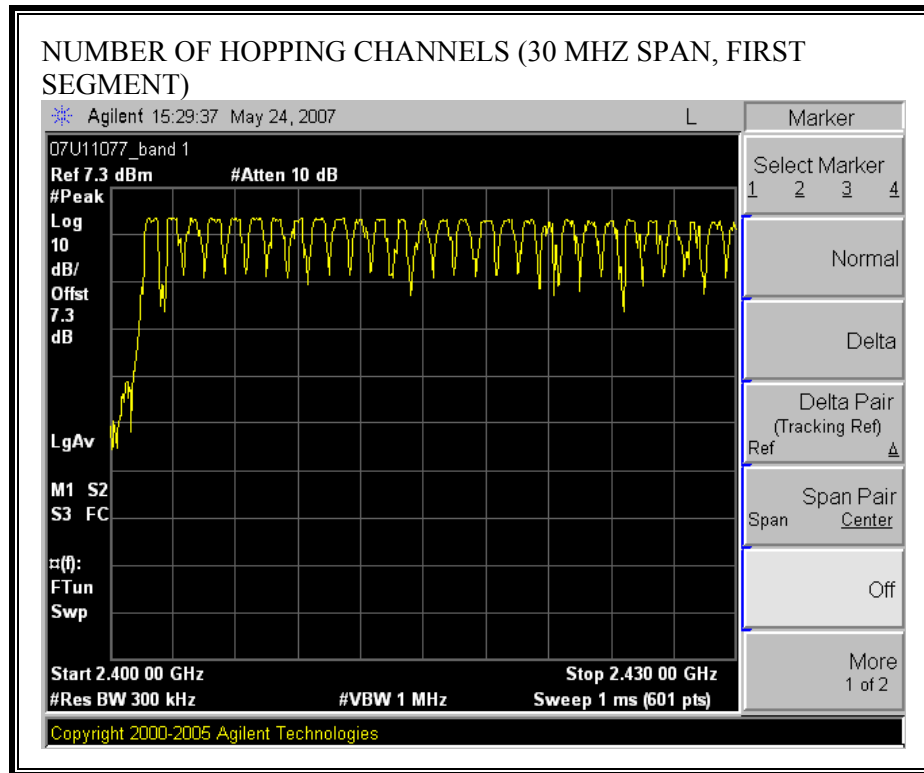 NUMBER OF HOPPING CHANNELS (30 MHZ SPAN, FIRST
SEGMENT)
Agilent 15:29:37 May 24, 2007 L
07U11077_band 1
Ref 7.3 dBm #Atten 10 dB
#Peak
Log
10
dB/
Offst
7.3
dB
LgAv
M1 S2
S3 FC
¤(f):
FTun
Swp
Start 2.400 00 GHz Stop 2.430 00 GHz
#Res BW 300 kHz #VBW 1 MHz Sweep 1 ms (601 pts)
Copyright 2000-2005 Agilent Technologies
Marker
Select Marker
1 2 3 4
Normal
Delta
Delta Pair
(Tracking Ref)
Ref Δ
Span Pair
Span Center
Off
More
1 of 2